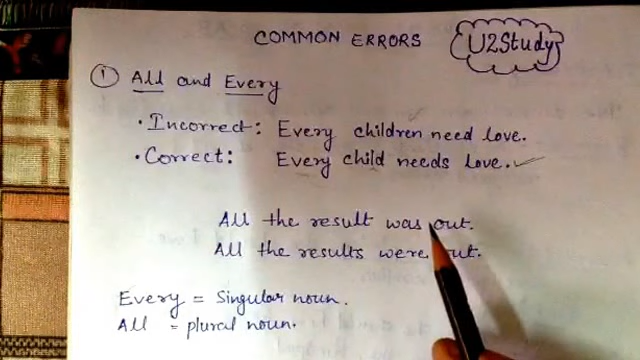 COMMON ERRORS
U2Study
① All and Every
• Incorrect: Every children need love.
• Correct: Every child needs love. ✓
All the result was out.
All the results were out.
Every = Singular noun.
All = plural noun.